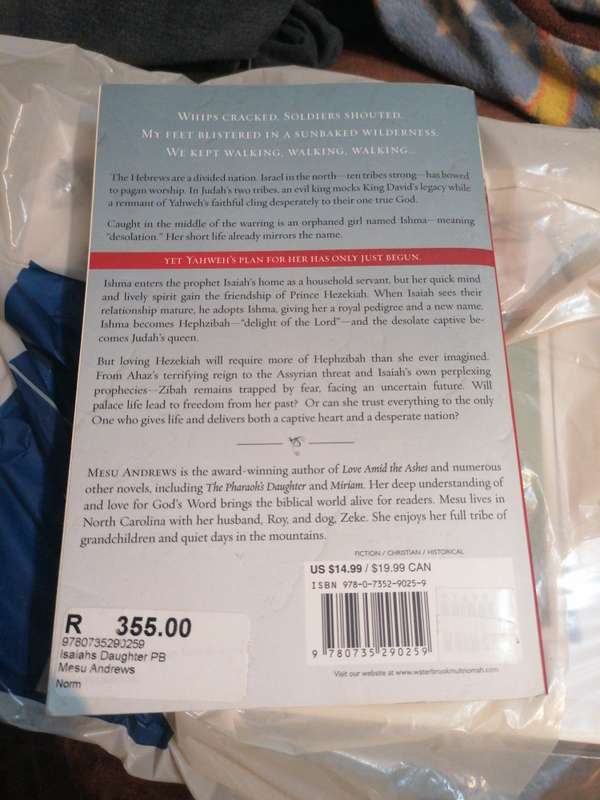 WHIPS CRACKED. SOLDIERS SHOUTED.
MY FEET BLISTERED IN A SUNBAKED WILDERNESS.
WE KEPT WALKING, WALKING, WALKING...
The Hebrews are a divided nation. Israel in the north—ten tribes strong—has bowed
to pagan worship. In Judah's two tribes, an evil king mocks King David's legacy while
a remnant of Yahweh's faithful cling desperately to their one true God.
Caught in the middle of the warring is an orphaned girl named Ishma—meaning
"desolation." Her short life already mirrors the name.
YET YAHWEH'S PLAN FOR HER HAS ONLY JUST BEGUN.
Ishma enters the prophet Isaiah's home as a household servant, but her quick mind
and lively spirit gain the friendship of Prince Hezekiah. When Isaiah sees their
relationship mature, he adopts Ishma, giving her a royal pedigree and a new name.
Ishma becomes Hephzibah—"delight of the Lord"—and the desolate captive be-
comes Judah's queen.
But loving Hezekiah will require more of Hephzibah than she ever imagined.
From Ahaz's terrifying reign to the Assyrian threat and Isaiah's own perplexing
prophecies—Zibah remains trapped by fear, facing an uncertain future. Will
palace life lead to freedom from her past? Or can she trust everything to the only
One who gives life and delivers both a captive heart and a desperate nation?
MESU ANDREWS is the award-winning author of Love Amid the Ashes and numerous
other novels, including The Pharaoh's Daughter and Miriam. Her deep understanding of
and love for God's Word brings the biblical world alive for readers. Mesu lives in
North Carolina with her husband, Roy, and dog, Zeke. She enjoys her full tribe of
grandchildren and quiet days in the mountains.
FICTION / CHRISTIAN / HISTORICAL
US $14.99 / $19.99 CAN
ISBN 978-0-7352-9025-9
9 780735 290259
Visit our website at www.waterbrookmultnomah.com
R 355.00
9780735290259
Isaiahs Daughter PB
Mesu Andrews
Norm